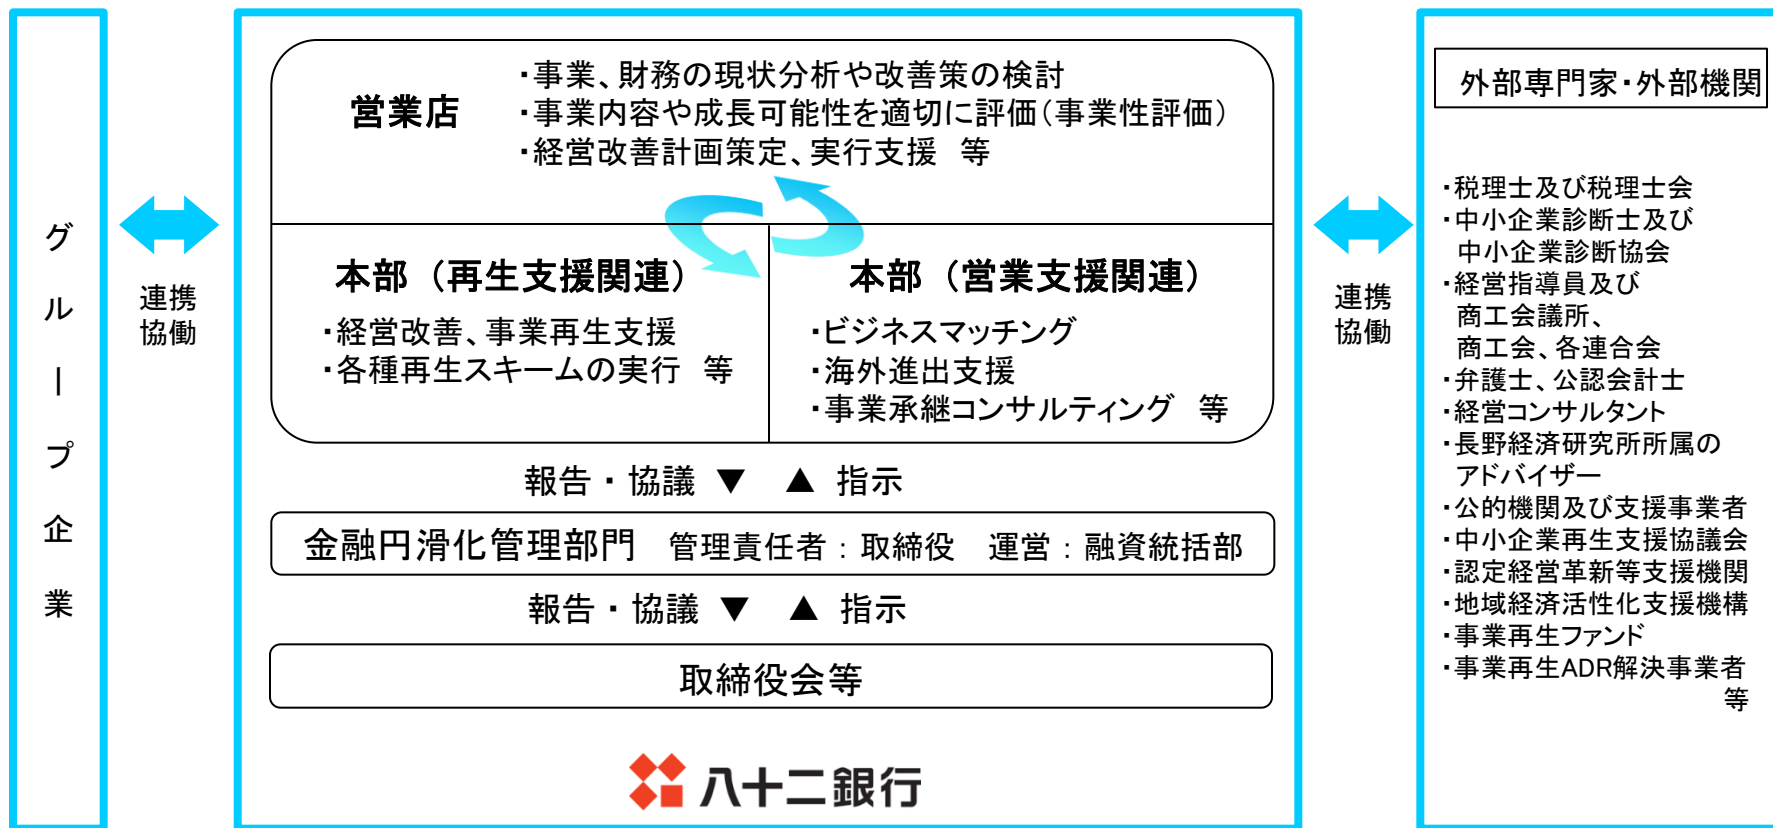 グループ企業
連携
協働
営業店
・事業、財務の現状分析や改善策の検討
・事業内容や成長可能性を適切に評価（事業性評価）
・経営改善計画策定、実行支援　等
本部（再生支援関連）
・経営改善、事業再生支援
・各種再生スキームの実行　等
本部（営業支援関連）
・ビジネスマッチング
・海外進出支援
・事業承継コンサルティング　等
報告・協議 ▼　▲ 指示
金融円滑化管理部門　管理責任者：取締役　運営：融資統括部
報告・協議 ▼　▲ 指示
取締役会等
八十二銀行
連携
協働
外部専門家・外部機関
・税理士及び税理士会
・中小企業診断士及び
中小企業診断協会
・経営指導員及び
商工会議所、
商工会、各連合会
・弁護士、公認会計士
・経営コンサルタント
・長野経済研究所所属の
アドバイザー
・公的機関及び支援事業者
・中小企業再生支援協議会
・認定経営革新等支援機関
・地域経済活性化支援機構
・事業再生ファンド
・事業再生ADR解決事業者
等